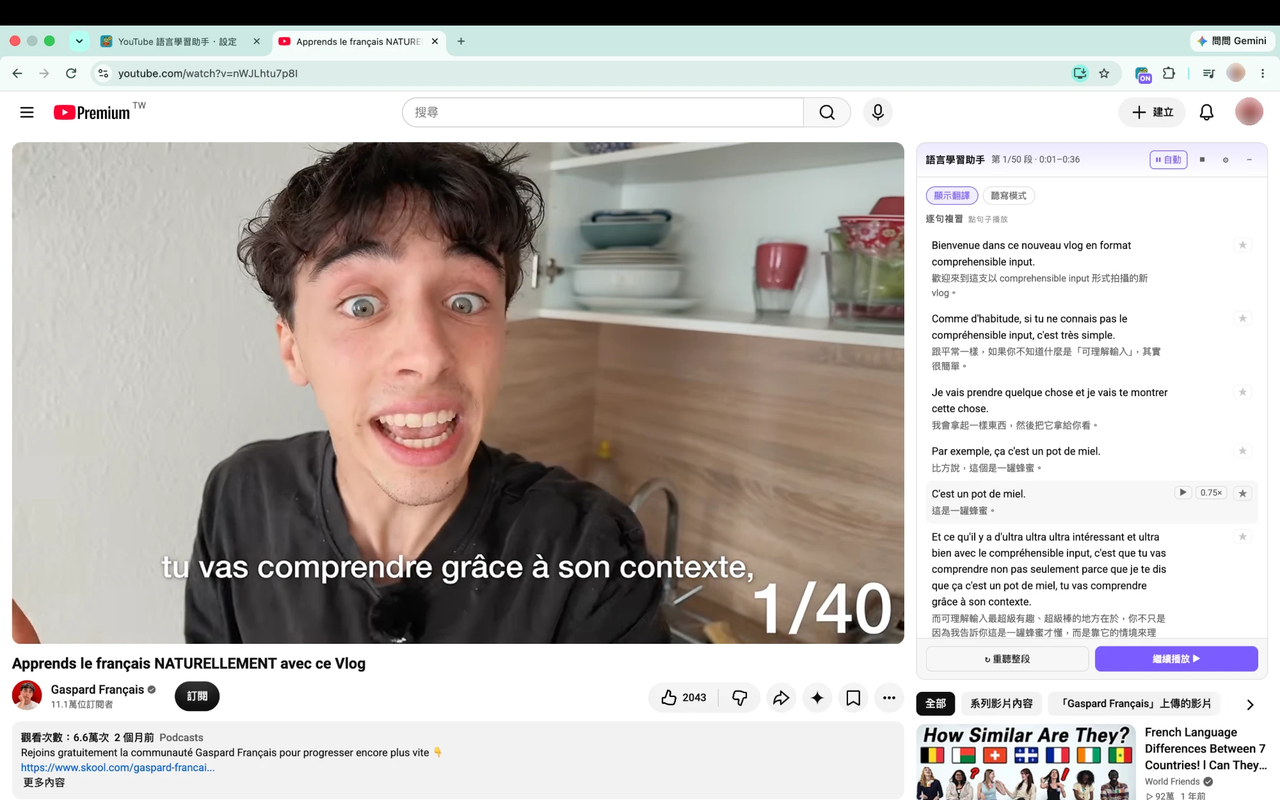 YouTube 語言學習助手 · 設定
Apprends le français NATURE
問問 Gemini
youtube.com/watch?v=nWJLhtu7p8I
ON
Premium TW
搜尋
建立
tu vas comprendre grâce à son contexte,
1/40
語言學習助手 第 1/50 段 · 0:01–0:36
自動
顯示翻譯 聽寫模式
逐句複習 點句子播放
Bienvenue dans ce nouveau vlog en format
comprehensible input.
歡迎來到這支以 comprehensible input 形式拍攝的新
vlog。
Comme d'habitude, si tu ne connais pas le
compréhensible input, c'est très simple.
跟平常一樣，如果你不知道什麼是「可理解輸入」，其實
很簡單。
Je vais prendre quelque chose et je vais te montrer
cette chose.
我會拿起一樣東西，然後把它拿給你看。
Par exemple, ça c'est un pot de miel.
比方說，這個是一罐蜂蜜。
C'est un pot de miel.
0.75×
這是一罐蜂蜜。
Et ce qu'il y a d'ultra ultra ultra intéressant et ultra
bien avec le compréhensible input, c'est que tu vas
comprendre non pas seulement parce que je te dis
que ça c'est un pot de miel, tu vas comprendre
grâce à son contexte.
而可理解輸入最超級有趣、超級棒的地方在於，你不只是
因為我告訴你這是一罐蜂蜜才懂，而是靠它的情境來理
↻ 重聽整段 繼續播放 ▶
Apprends le français NATURELLEMENT avec ce Vlog
Gaspard Français
11.1萬位訂閱者
訂閱
2043
觀看次數：6.6萬次 2 個月前 Podcasts
Rejoins gratuitement la communauté Gaspard Français pour progresser encore plus vite 👇
https://www.skool.com/gaspard-francai...
更多內容
全部 系列影片內容 「Gaspard Français」上傳的影片
How Similar Are They?
French Language
Differences Between 7
Countries! l Can They...
World Friends
92萬 1 年前